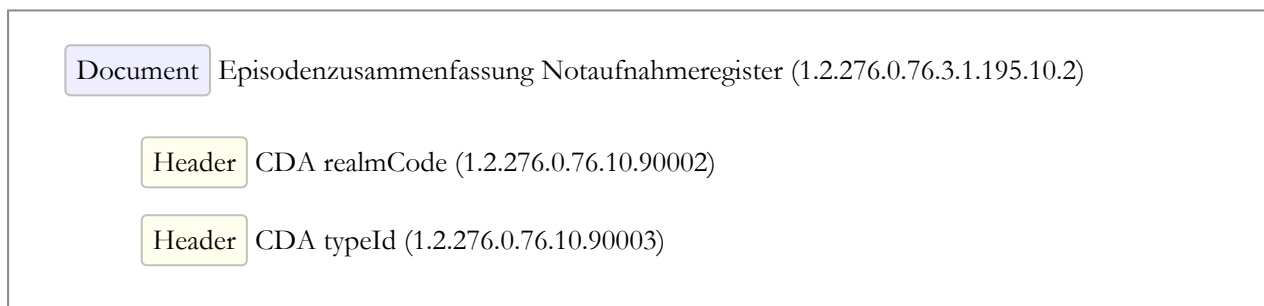 Document Episodenzusammenfassung Notaufnahmeregister (1.2.276.0.76.3.1.195.10.2)
Header CDA realmCode (1.2.276.0.76.10.90002)
Header CDA typeId (1.2.276.0.76.10.90003)